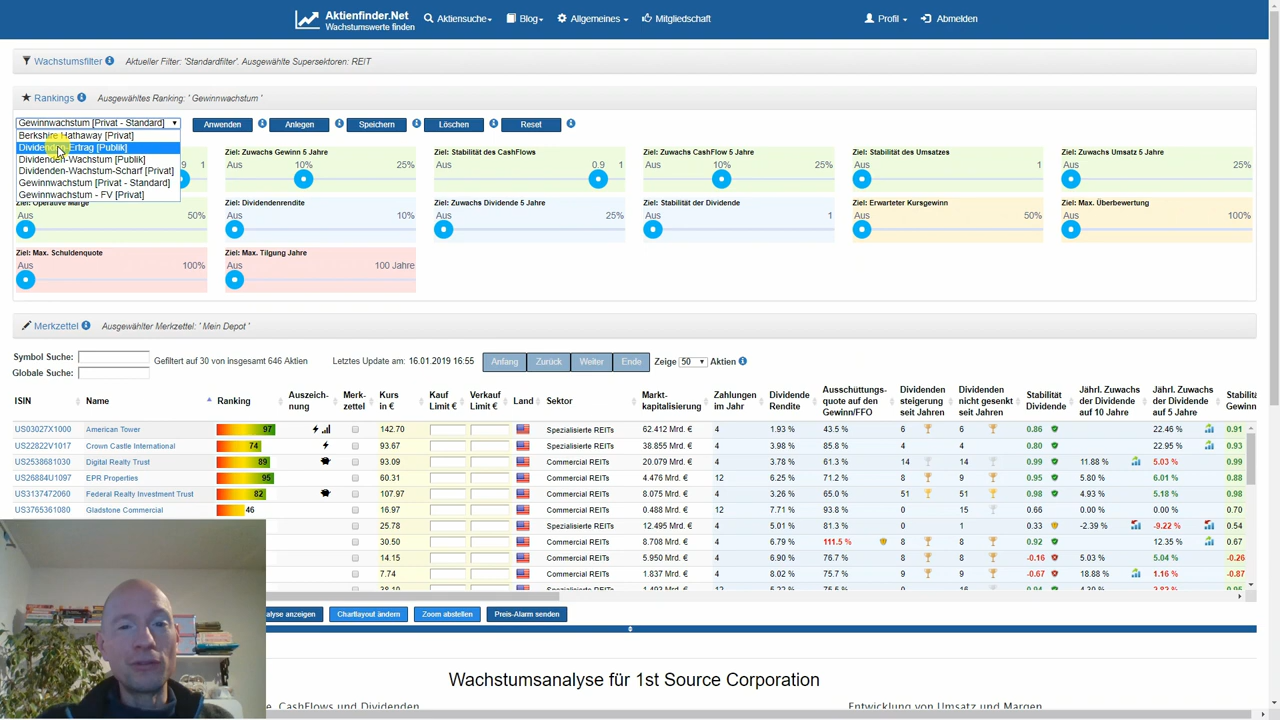 Aktienfinder.Net
Wachstumswerte finden
Aktiensuche
Blog
Allgemeines
Mitgliedschaft
Profil
Abmelden
Wachstumsfilter
Aktueller Filter: 'Standardfilter'. Ausgewählte Supersektoren: REIT
Rankings
Ausgewähltes Ranking: ' Gewinnwachstum '
Gewinnwachstum [Privat - Standard]
Anwenden
Anlegen
Speichern
Löschen
Reset
Berkshire Hathaway [Privat]
Dividenden-Ertrag [Publik]
Dividenden-Wachstum [Publik]
Dividenden-Wachstum-Scharf [Privat]
Gewinnwachstum [Privat - Standard]
Gewinnwachstum - FV [Privat]
1
Ziel: Zuwachs Gewinn 5 Jahre
10% 25%
Ziel: Stabilität des CashFlows
0.9 1
Ziel: Zuwachs CashFlow 5 Jahre
10% 25%
Ziel: Stabilität des Umsatzes
Aus 1
Ziel: Zuwachs Umsatz 5 Jahre
Aus 25%
Ziel: Operative Marge
Aus 50%
Ziel: Dividendenrendite
Aus 10%
Ziel: Zuwachs Dividende 5 Jahre
Aus 25%
Ziel: Stabilität der Dividende
Aus 1
Ziel: Erwarteter Kursgewinn
Aus 50%
Ziel: Max. Überbewertung
Aus 100%
Ziel: Max. Schuldenquote
Aus 100%
Ziel: Max. Tilgung Jahre
Aus 100 Jahre
Merkzettel
Ausgewählter Merkzettel: ' Mein Depot '
Symbol Suche:
Gefiltert auf 30 von insgesamt 646 Aktien
Letztes Update am: 16.01.2019 16:55
Anfang Zurück Weiter Ende
Zeige 50 Aktien
Globale Suche:
ISIN Name Ranking Auszeich-nung Merk-zettel Kurs in € Kauf Limit € Verkauf Limit € Land Sektor Markt-kapitalisierung Zahlungen im Jahr Dividende Rendite Ausschüttungs-quote auf den Gewinn/FFO Dividenden steigerung seit Jahren Dividenden nicht gesenkt seit Jahren Stabilität Dividende Jährl. Zuwachs der Dividende auf 10 Jahre Jährl. Zuwachs der Dividende auf 5 Jahr Stabilitä Gewinn
US03027X1000 American Tower 97 142.70 Spezialisierte REITs 62.412 Mrd. € 4 1.93 % 43.5 % 6 6 0.86 22.46 % 0.91
US22822V1017 Crown Castle International 74 93.67 Spezialisierte REITs 38.855 Mrd. € 4 3.98 % 85.8 % 4 4 0.80 22.95 % 0.93
US2538681030 Digital Realty Trust 89 93.09 Commercial REITs 20.079 Mrd. € 4 3.78 % 61.3 % 14 14 0.99 11.88 % 5.03 % 0.99
US26884U1097 EPR Properties 95 60.31 Commercial REITs 4.476 Mrd. € 12 6.25 % 71.2 % 8 9 0.95 5.80 % 6.01 % 0.88
US3137472060 Federal Realty Investment Trust 82 107.97 Commercial REITs 8.075 Mrd. € 4 3.26 % 65.0 % 51 51 0.98 4.93 % 5.18 % 0.98
US3765361080 Gladstone Commercial 46 16.97 Commercial REITs 0.488 Mrd. € 12 7.71 % 93.8 % 0 15 0.66 0.00 % 0.00 % 0.70
25.78 Spezialisierte REITs 12.495 Mrd. € 4 5.01 % 81.3 % 0 1 0.33 -2.39 % -9.22 % 0.54
30.50 Commercial REITs 8.708 Mrd. € 4 6.79 % 111.5 % 8 8 0.92 12.35 % 0.67
14.15 Commercial REITs 5.950 Mrd. € 4 6.90 % 76.7 % 8 8 -0.16 5.03 % 5.04 % -0.26
7.74 Commercial REITs 1.837 Mrd. € 4 8.02 % 75.7 % 9 9 -0.67 18.88 % 1.16 % -0.87
alyse anzeigen
Chartlayout ändern
Zoom abstellen
Preis-Alarm senden
Wachstumsanalyse für 1st Source Corporation
CashFlows und Dividenden
Entwicklung von Umsatz und Margen